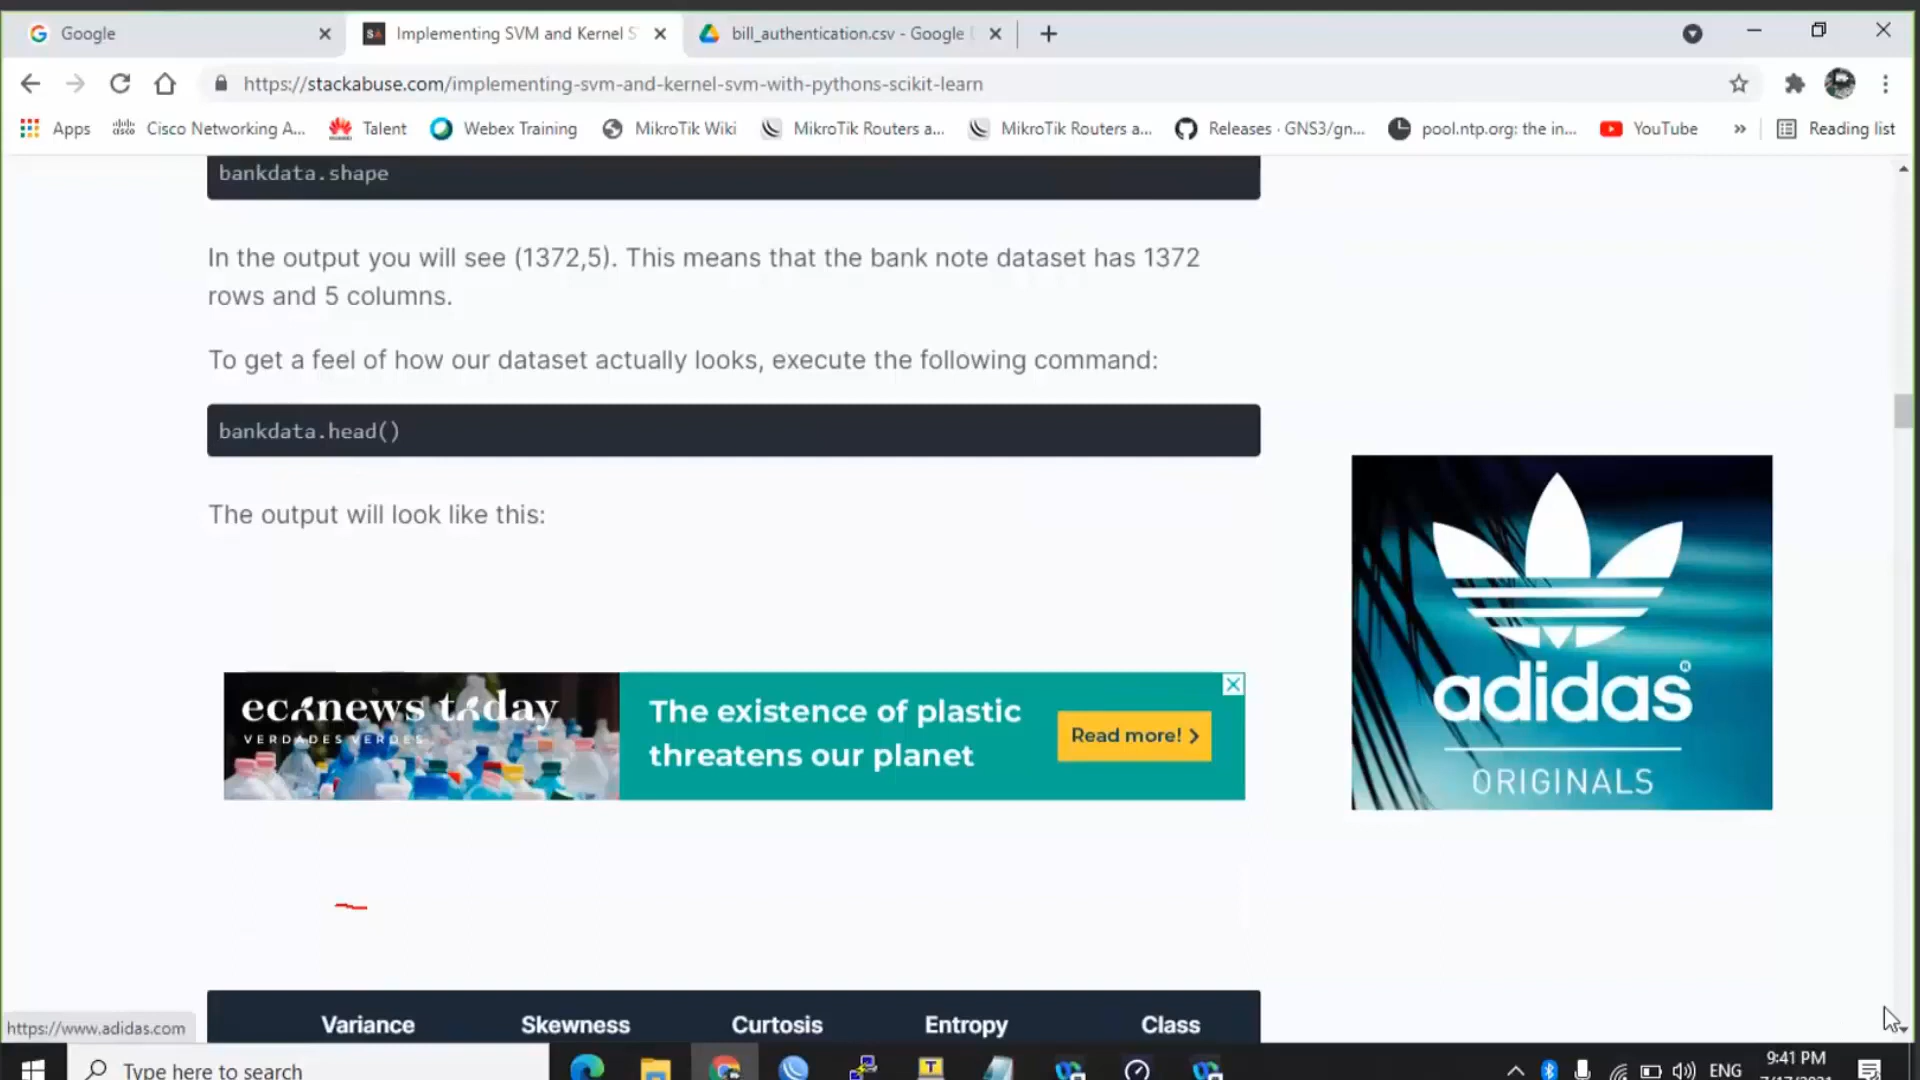 Google
Implementing SVM and Kernel S
bill_authentication.csv - Google
https://stackabuse.com/implementing-svm-and-kernel-svm-with-pythons-scikit-learn
Apps
Cisco Networking A...
Talent
Webex Training
MikroTik Wiki
MikroTik Routers a...
MikroTik Routers a...
Releases · GNS3/gn...
pool.ntp.org: the in...
YouTube
»
Reading list
bankdata.shape
In the output you will see (1372,5). This means that the bank note dataset has 1372
rows and 5 columns.
To get a feel of how our dataset actually looks, execute the following command:
bankdata.head()
The output will look like this:
econews today
VERDADES VERDES
The existence of plastic
threatens our planet
Read more!
adidas®
ORIGINALS
https://www.adidas.com
Variance Skewness Curtosis Entropy Class
Type here to search
ENG
9:41 PM